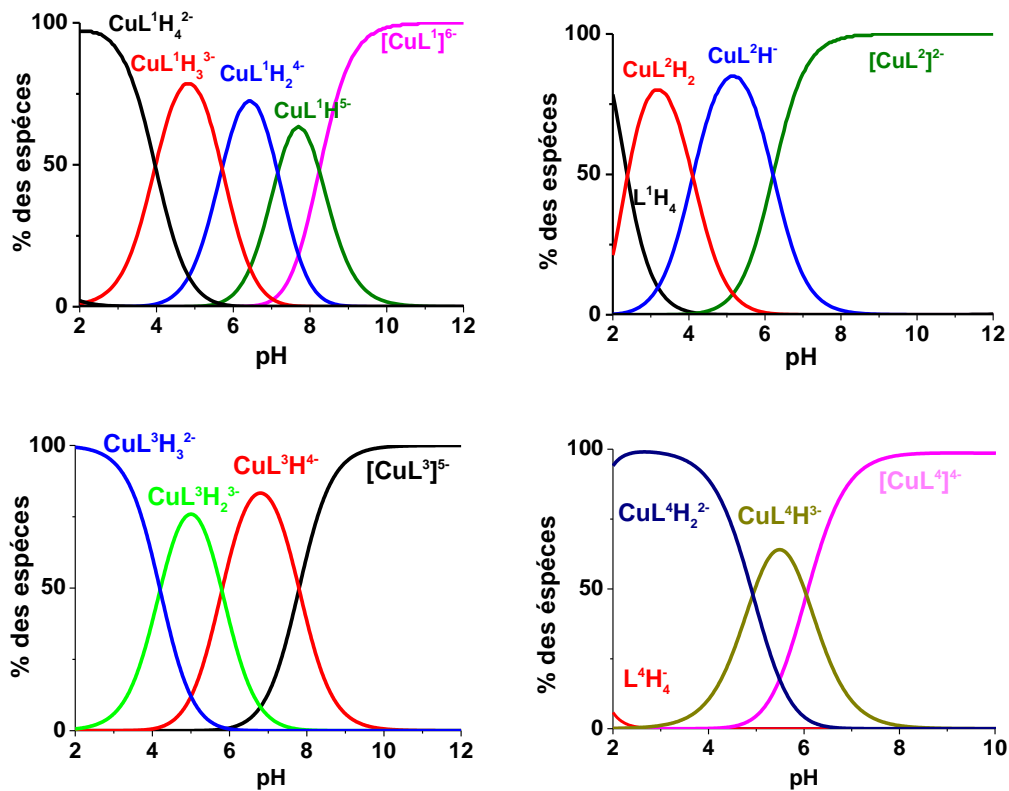 CuL¹H₄²⁻
CuL¹H₃³⁻
CuL¹H₂⁴⁻
CuL¹H⁵⁻
[CuL¹]⁶⁻
% des espéces
100
50
0
2 4 6 8 10 12
pH
CuL²H₂
CuL²H⁻
[CuL²]²⁻
L¹H₄
% des espéces
100
50
0
2 4 6 8 10 12
pH
CuL³H₃²⁻
CuL³H₂³⁻
CuL³H⁴⁻
[CuL³]⁵⁻
% des espéces
100
50
0
2 4 6 8 10 12
pH
CuL⁴H₂²⁻
CuL⁴H³⁻
[CuL⁴]⁴⁻
L⁴H₄⁻
% des éspéces
100
50
0
2 4 6 8 10
pH